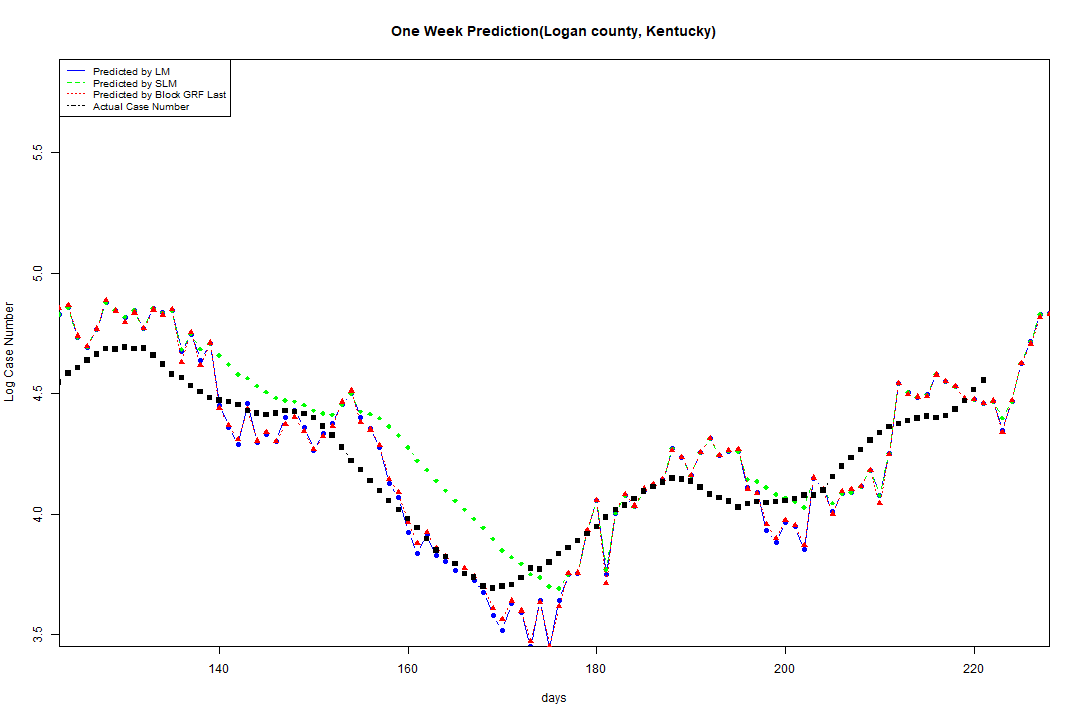 One Week Prediction(Logan county, Kentucky)
Predicted by LM
Predicted by SLM
Predicted by Block GRF Last
Actual Case Number
5.5
5.0
4.5
4.0
3.5
Log Case Number
140 160 180 200 220
days